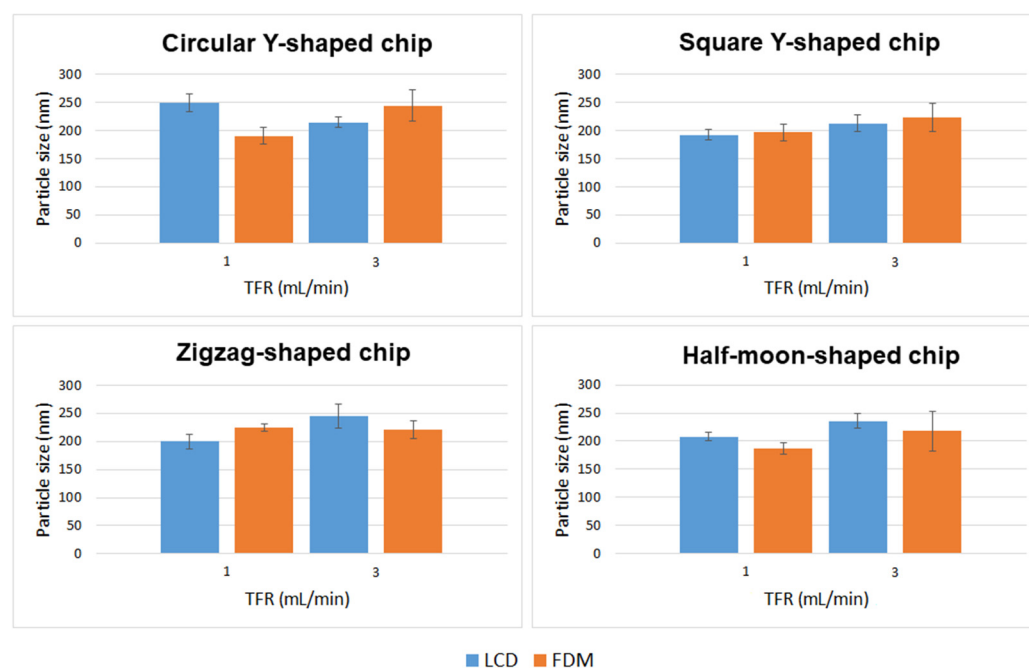 Circular Y-shaped chip
Particle size (nm)
300
250
200
150
100
50
0
1
3
TFR (mL/min)
Square Y-shaped chip
Particle size (nm)
300
250
200
150
100
50
0
1
3
TFR (mL/min)
Zigzag-shaped chip
Particle size (nm)
300
250
200
150
100
50
0
1
3
TFR (mL/min)
Half-moon-shaped chip
Particle size (nm)
300
250
200
150
100
50
0
1
3
TFR (mL/min)
LCD FDM